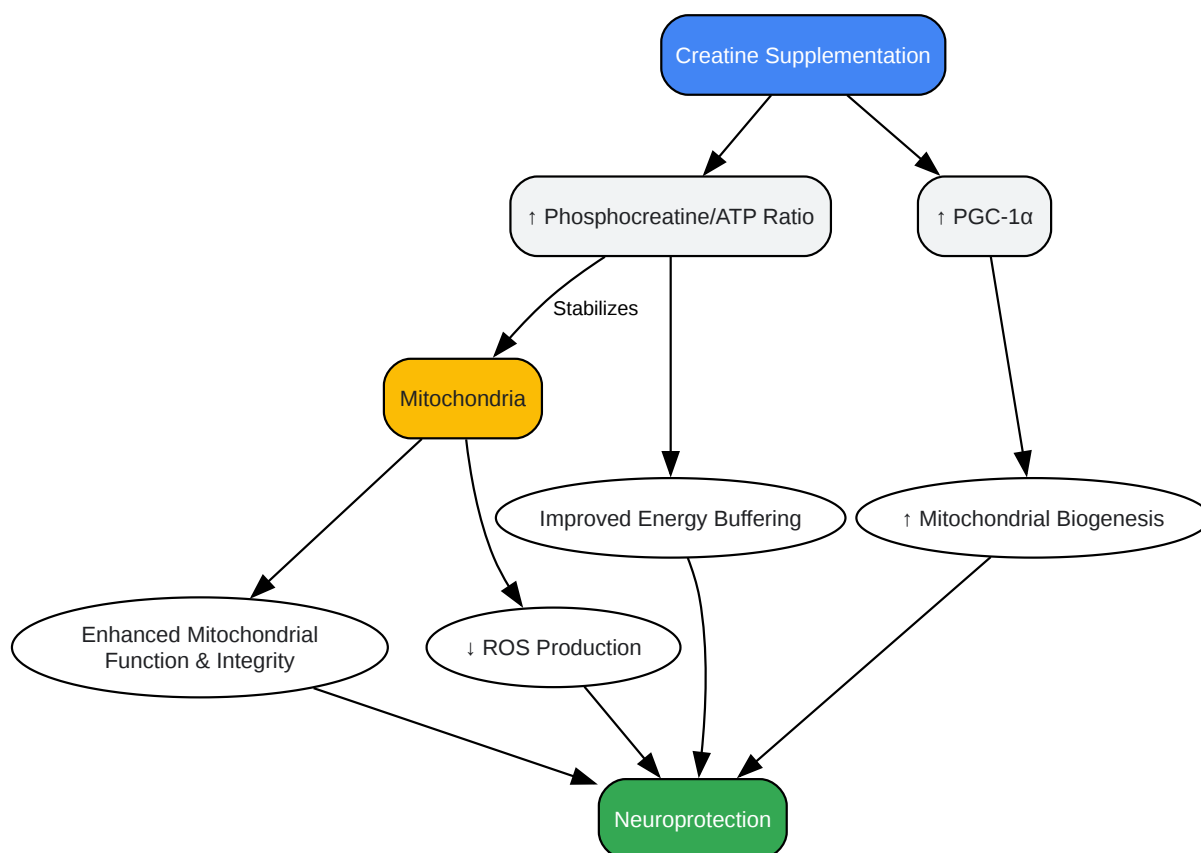 Creatine Supplementation
↑ Phosphocreatine/ATP Ratio
↑ PGC-1α
Stabilizes
Mitochondria
Improved Energy Buffering
↑ Mitochondrial Biogenesis
Enhanced Mitochondrial
Function & Integrity
↓ ROS Production
Neuroprotection